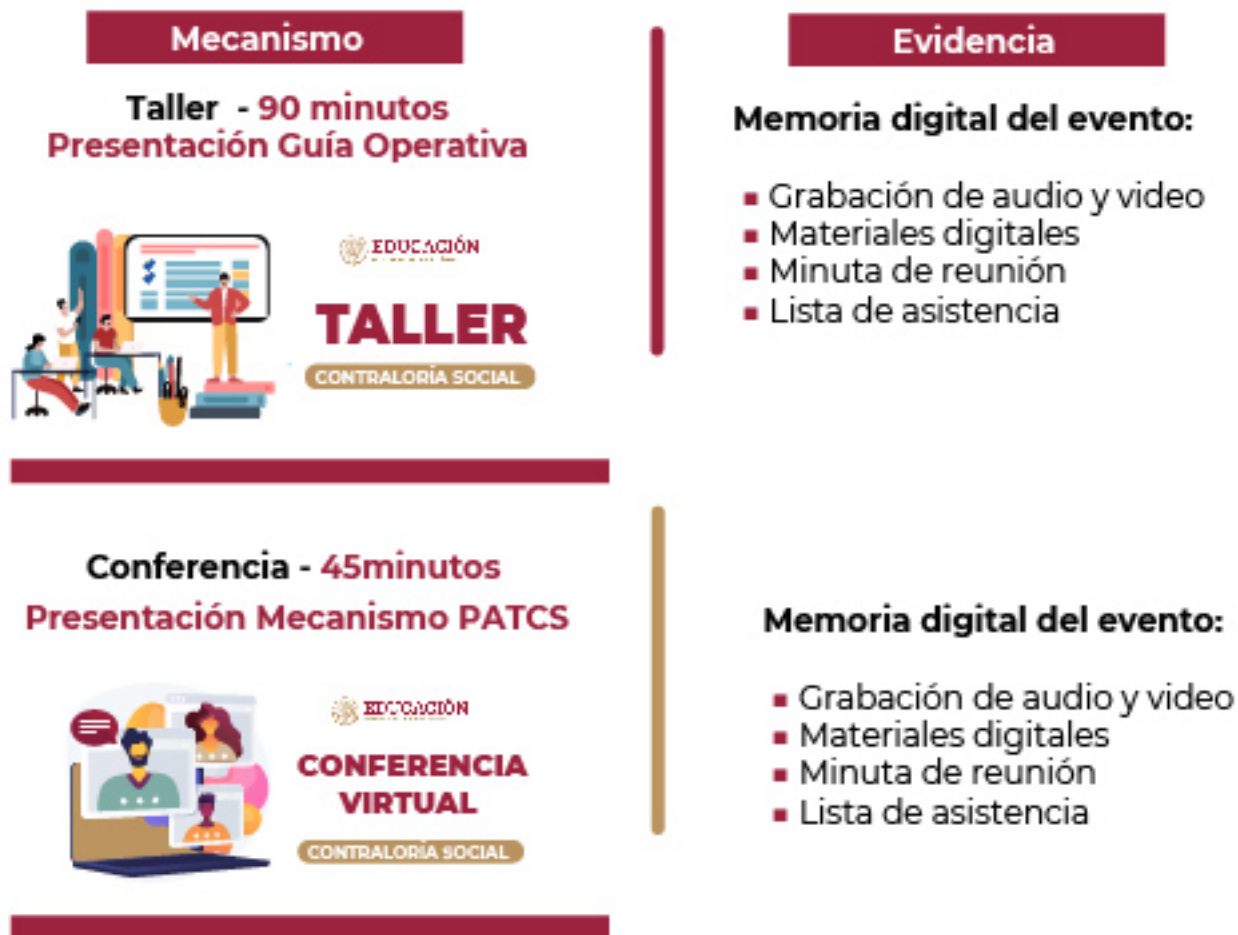 Mecanismo
Taller - 90 minutos
Presentación Guía Operativa
EDUCACIÓN
TALLER
CONTRALORÍA SOCIAL
Evidencia
Memoria digital del evento:
Grabación de audio y video
Materiales digitales
Minuta de reunión
Lista de asistencia
Conferencia - 45minutos
Presentación Mecanismo PATCS
EDUCACIÓN
CONFERENCIA
VIRTUAL
CONTRALORÍA SOCIAL
Memoria digital del evento:
Grabación de audio y video
Materiales digitales
Minuta de reunión
Lista de asistencia